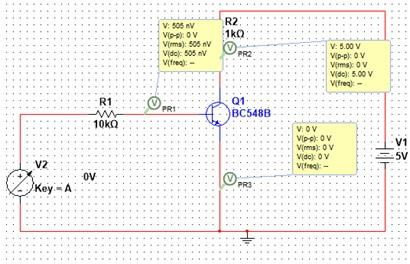 V: 505 nV
V(p-p): 0 V
V(rms): 505 nV
V(dc): 505 nV
V(freq): --
R2
1kΩ
PR2
V: 5.00 V
V(p-p): 0 V
V(rms): 0 V
V(dc): 5.00 V
V(freq): --
R1
10kΩ
V
PR1
Q1
BC548B
V: 0 V
V(p-p): 0 V
V(rms): 0 V
V(dc): 0 V
V(freq): --
V1
5V
V2
Key = A
0V
V
PR3
V